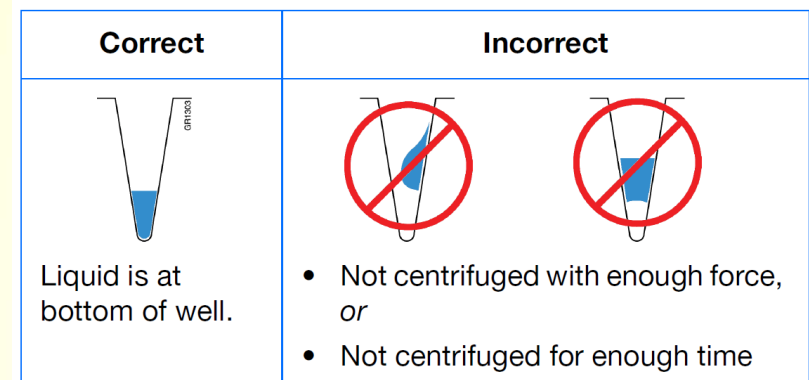 Correct
Incorrect
GR1303
Liquid is at
bottom of well.
• Not centrifuged with enough force,
or
• Not centrifuged for enough time